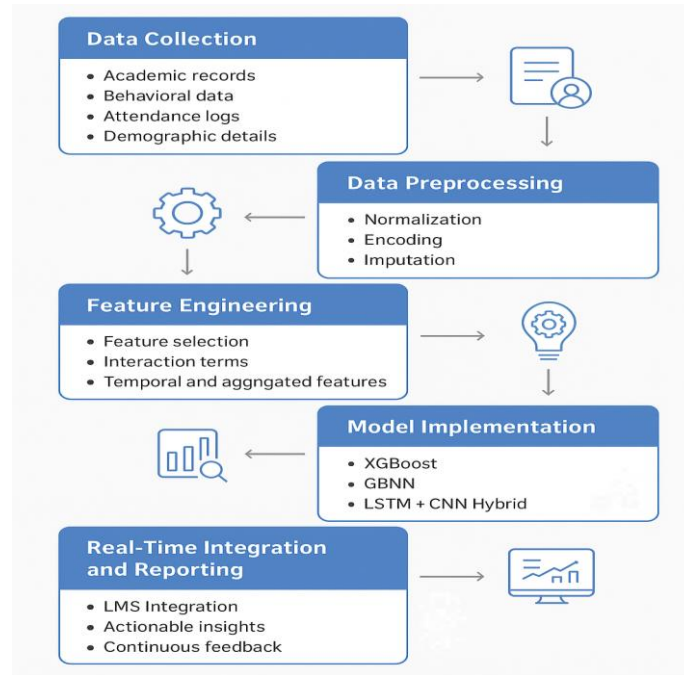 Data Collection
• Academic records
• Behavioral data
• Attendance logs
• Demographic details
Data Preprocessing
• Normalization
• Encoding
• Imputation
Feature Engineering
• Feature selection
• Interaction terms
• Temporal and aggngated features
Model Implementation
• XGBoost
• GBNN
• LSTM + CNN Hybrid
Real-Time Integration
and Reporting
• LMS Integration
• Actionable insights
• Continuous feedback